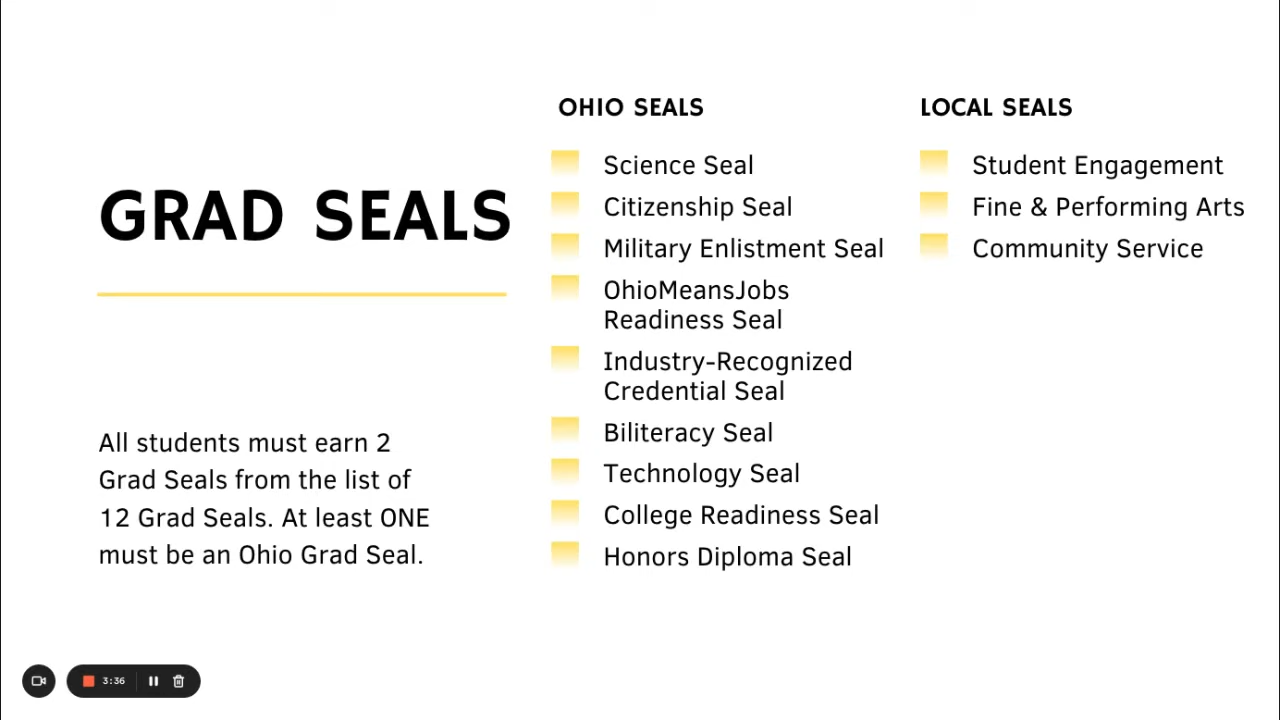 GRAD SEALS
All students must earn 2
Grad Seals from the list of
12 Grad Seals. At least ONE
must be an Ohio Grad Seal.
OHIO SEALS
Science Seal
Citizenship Seal
Military Enlistment Seal
OhioMeansJobs
Readiness Seal
Industry-Recognized
Credential Seal
Biliteracy Seal
Technology Seal
College Readiness Seal
Honors Diploma Seal
LOCAL SEALS
Student Engagement
Fine & Performing Arts
Community Service
3:36